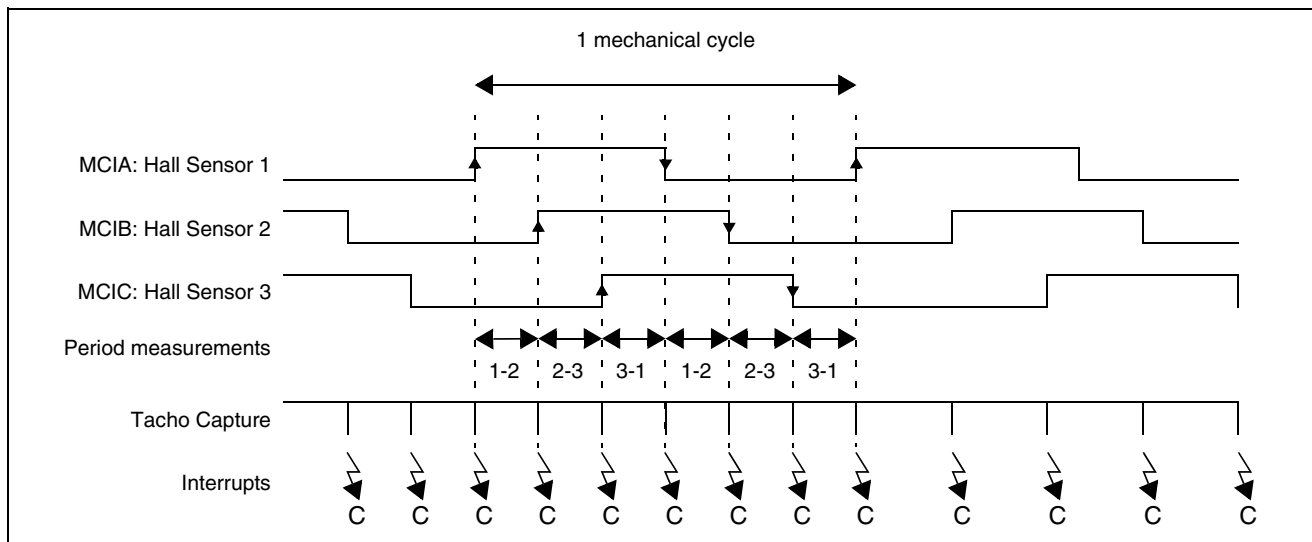 1 mechanical cycle
MCIA: Hall Sensor 1
MCIB: Hall Sensor 2
MCIC: Hall Sensor 3
Period measurements
1-2 2-3 3-1 1-2 2-3 3-1
Tacho Capture
Interrupts
C C C C C C C C C C C C C